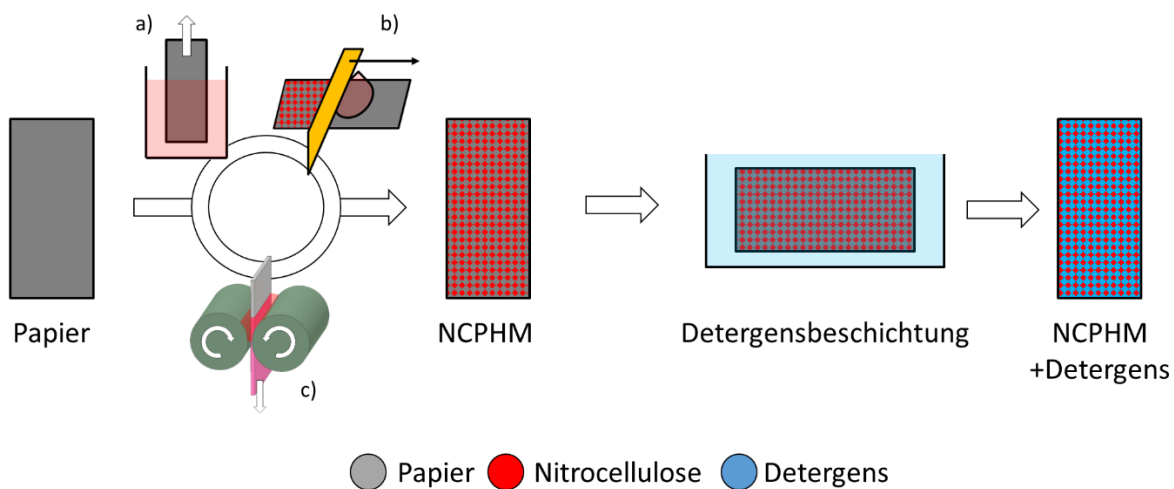 a)
b)
c)
Papier
NCPHM
Detergensbeschichtung
NCPHM
+Detergens
Papier
Nitrocellulose
Detergens